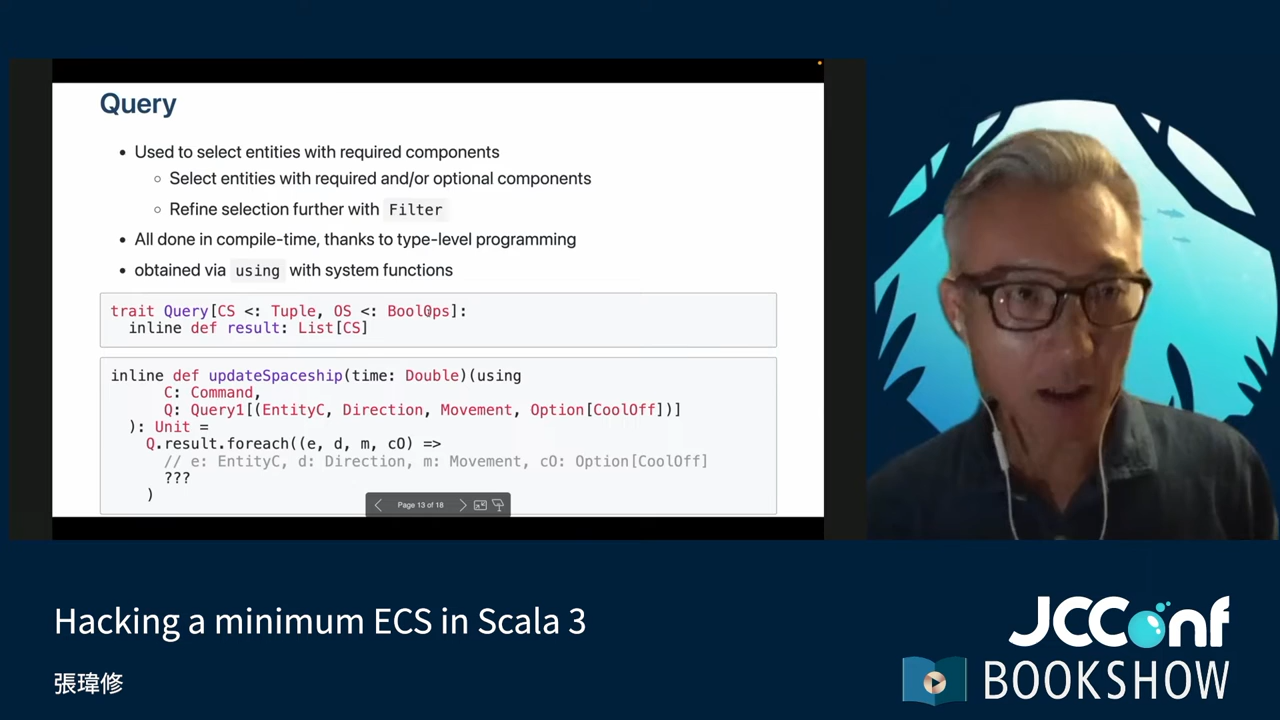 Query
• Used to select entities with required components
◦ Select entities with required and/or optional components
◦ Refine selection further with Filter
• All done in compile-time, thanks to type-level programming
• obtained via using with system functions
trait Query[CS <: Tuple, OS <: BoolOps]:
inline def result: List[CS]
inline def updateSpaceship(time: Double)(using
C: Command,
Q: Query1[(EntityC, Direction, Movement, Option[CoolOff])]
): Unit =
Q.result.foreach((e, d, m, cO) =>
// e: EntityC, d: Direction, m: Movement, cO: Option[CoolOff]
???
)
Page 13 of 18
Hacking a minimum ECS in Scala 3
張瑋修
JCConf
BOOKSHOW